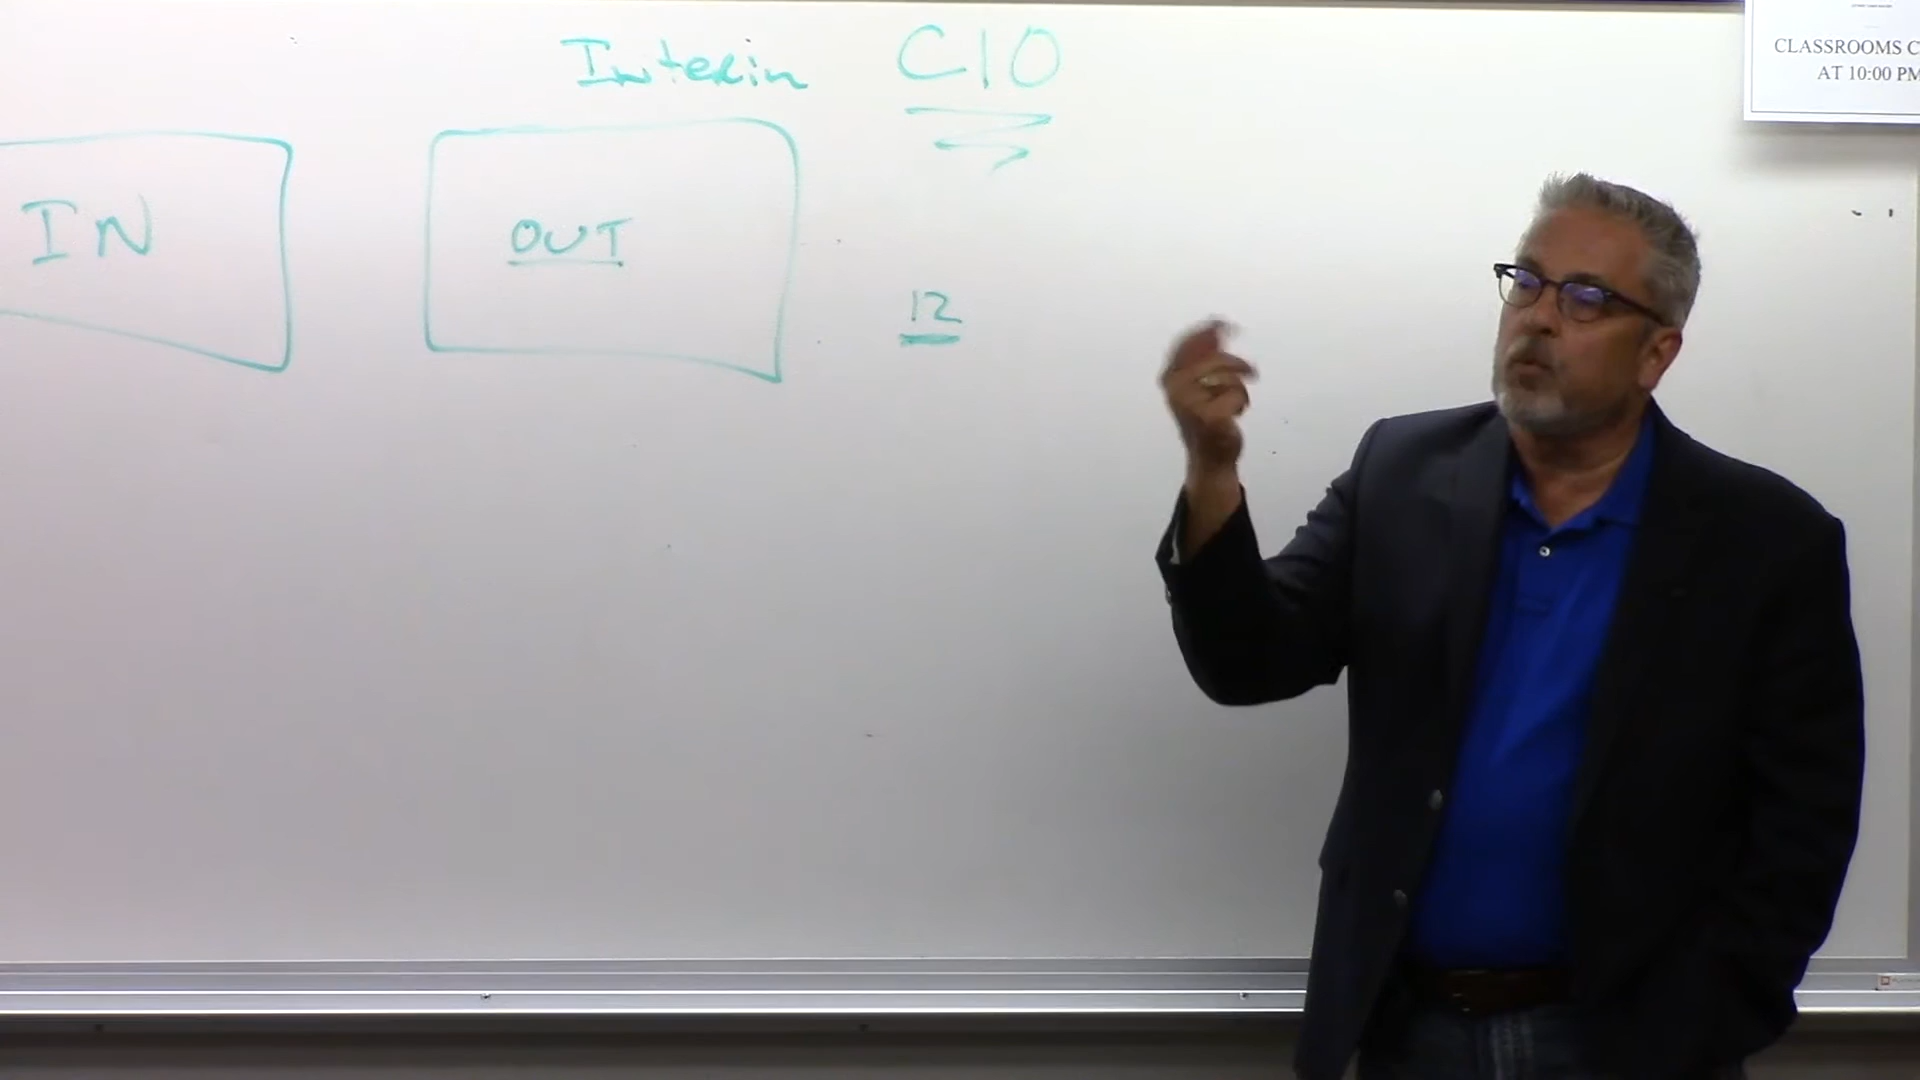 Interim CIO
IN
OUT
12
CLASSROOMS C
AT 10:00 PM